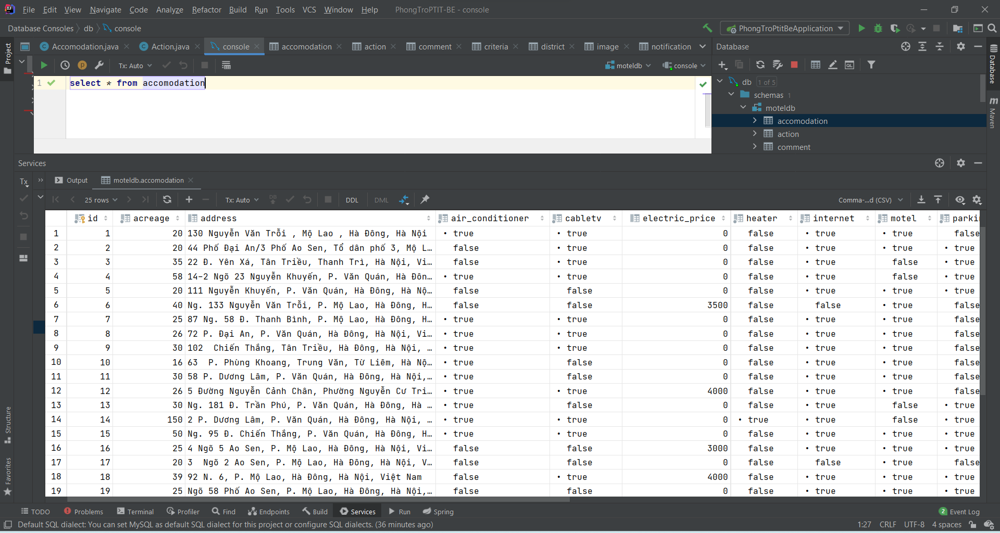 File Edit View Navigate Code Analyze Refactor Build Run Tools VCS Window Help PhongTroPTIT-BE - console
Database Consoles db console PhongTroPtitBeApplication
Project Accomodation.java Action.java console accomodation action comment criteria district image notification Database
Tx: Auto moteldb console
1 select * from accomodation
db 1 of 5
schemas 1
moteldb
accomodation
action
comment
Database
Maven
Services
Tx Output moteldb.accomodation
25 rows Tx: Auto DB DDL DML Comma-...d (CSV)
id acreage address air_conditioner cabletv electric_price heater internet motel parki
1 1 20 130 Nguyễn Văn Trỗi , Mộ Lao , Hà Đông, Hà Nội • true • true 0 false • true • true false
2 2 20 44 Phố Đại An/3 Phố Ao Sen, Tổ dân phố 3, Mộ L… false • true 0 false • true • true • true
3 3 35 22 Đ. Yên Xá, Tân Triều, Thanh Trì, Hà Nội, Vi… false • true 0 false • true false • true
4 4 58 14-2 Ngõ 23 Nguyễn Khuyến, P. Văn Quán, Hà Đôn… • true • true 0 false • true false • true
5 5 20 111 Nguyễn Khuyến, P. Văn Quán, Hà Đông, Hà Nộ… false false 0 false • true • true • true
6 6 40 Ng. 133 Nguyễn Văn Trỗi, P. Mộ Lao, Hà Đông, H… false false 3500 false false • true false
7 7 25 87 Ng. 58 Đ. Thanh Bình, P. Mộ Lao, Hà Đông, H… • true • true 0 false • true • true false
8 8 26 72 P. Đại An, P. Văn Quán, Hà Đông, Hà Nội, Vi… • true • true 0 false • true • true false
9 9 30 102  Chiến Thắng, Tân Triều, Hà Đông, Hà Nội, … • true • true 0 false • true • true false
10 10 16 63  P. Phùng Khoang, Trung Văn, Từ Liêm, Hà Nộ… • true false 0 false • true • true false
11 11 30 58 P. Dương Lâm, P. Văn Quán, Hà Đông, Hà Nội,… • true false 0 false • true • true false
12 12 26 5 Đường Nguyễn Cảnh Chân, Phường Nguyễn Cư Tri… • true • true 4000 false • true • true false
13 13 30 Ng. 181 Đ. Trần Phú, P. Văn Quán, Hà Đông, Hà … • true false 0 false • true false • true
14 14 150 2 P. Dương Lâm, P. Văn Quán, Hà Đông, Hà Nội, … • true • true 0 • true • true false • true
15 15 50 Ng. 95 Đ. Chiến Thắng, P. Văn Quán, Hà Đông, H… • true • true 0 false • true • true • true
16 16 25 4 Ngõ 5 Ao Sen, P. Mộ Lao, Hà Đông, Hà Nội, Vi… false false 3000 false • true • true • true
17 17 20 3  Ngõ 2 Ao Sen, P. Mộ Lao, Hà Đông, Hà Nội, V… false false 0 false false • true false
18 18 39 92 N. 6, P. Mộ Lao, Hà Đông, Hà Nội, Việt Nam false • true 4000 false • true • true • true
19 19 25 Ngõ 58 Phố Ao Sen, P. Mộ Lao, Hà Đông, Hà Nội,… false false 0 false • true • true • true
Structure
Favorites
TODO Problems Terminal Profiler Find Endpoints Build Services Run Spring 2 Event Log
Default SQL dialect: You can set MySQL as default SQL dialect for this project or configure SQL dialects. (36 minutes ago) 1:27 CRLF UTF-8 4 spaces